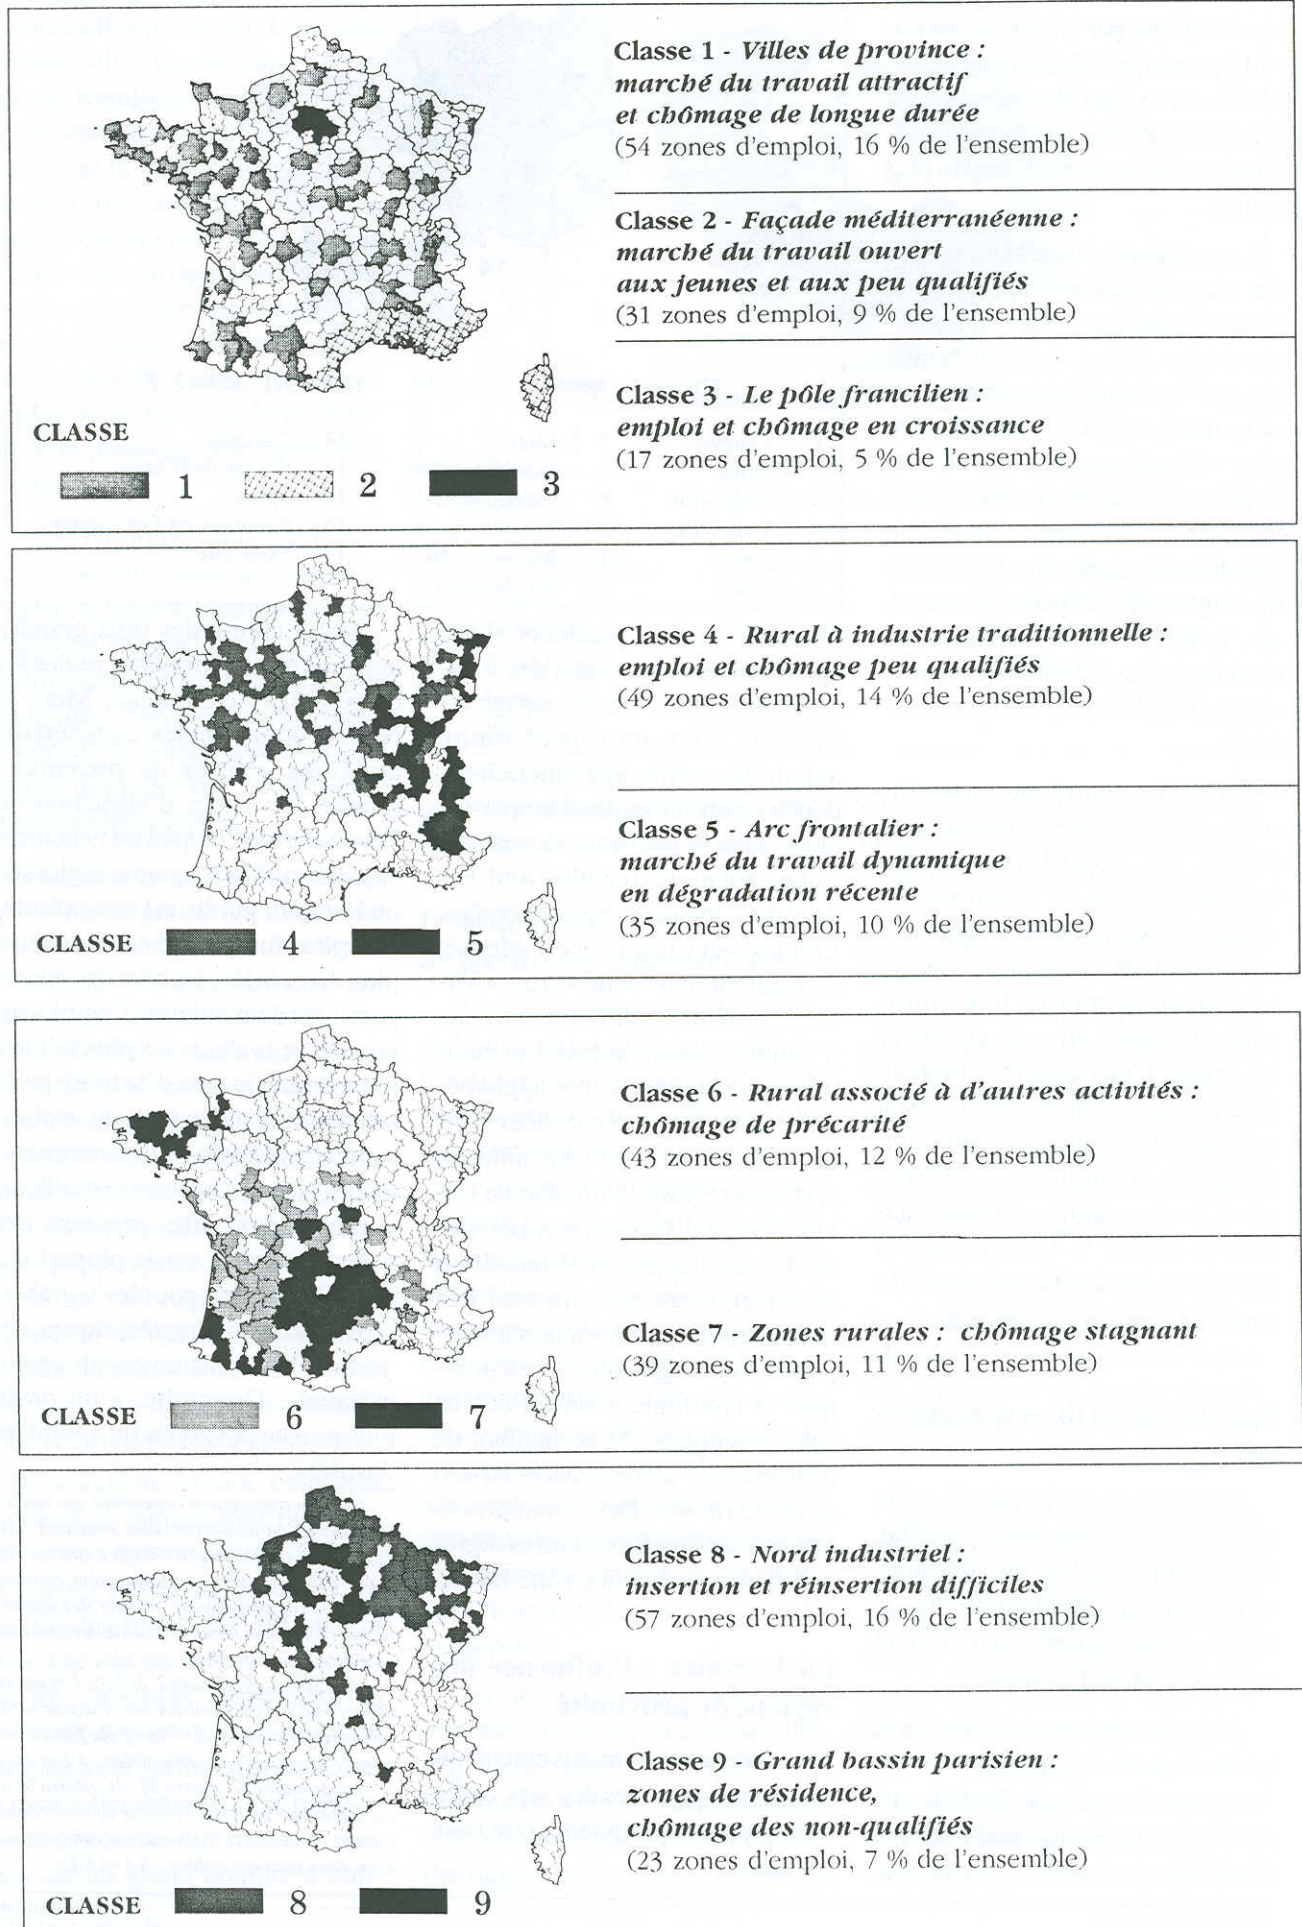 Classe 1 - Villes de province :
marché du travail attractif
et chômage de longue durée
(54 zones d'emploi, 16 % de l'ensemble)
Classe 2 - Façade méditerranéenne :
marché du travail ouvert
aux jeunes et aux peu qualifiés
(31 zones d'emploi, 9 % de l'ensemble)
Classe 3 - Le pôle francilien :
emploi et chômage en croissance
(17 zones d'emploi, 5 % de l'ensemble)
CLASSE
1 2 3
Classe 4 - Rural à industrie traditionnelle :
emploi et chômage peu qualifiés
(49 zones d'emploi, 14 % de l'ensemble)
Classe 5 - Arc frontalier :
marché du travail dynamique
en dégradation récente
(35 zones d'emploi, 10 % de l'ensemble)
CLASSE 4 5
Classe 6 - Rural associé à d'autres activités :
chômage de précarité
(43 zones d'emploi, 12 % de l'ensemble)
Classe 7 - Zones rurales : chômage stagnant
(39 zones d'emploi, 11 % de l'ensemble)
CLASSE 6 7
Classe 8 - Nord industriel :
insertion et réinsertion difficiles
(57 zones d'emploi, 16 % de l'ensemble)
Classe 9 - Grand bassin parisien :
zones de résidence,
chômage des non-qualifiés
(23 zones d'emploi, 7 % de l'ensemble)
CLASSE 8 9